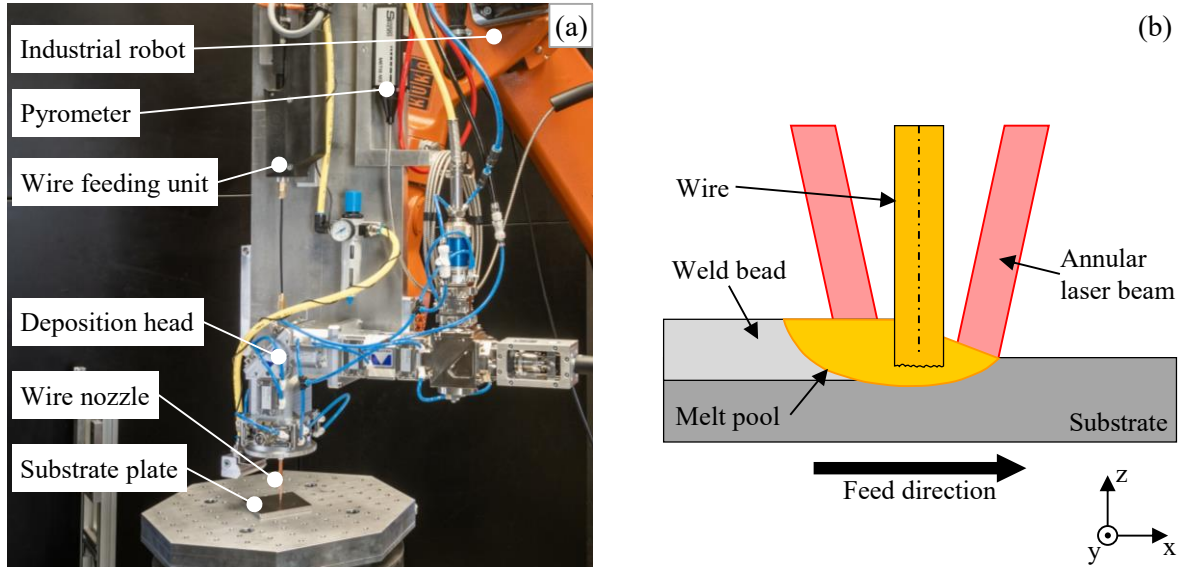 (a)
Industrial robot
Pyrometer
Wire feeding unit
Deposition head
Wire nozzle
Substrate plate
KUKA
(b)
Wire
Weld bead
Annular
laser beam
Melt pool
Substrate
Feed direction
z
y
x